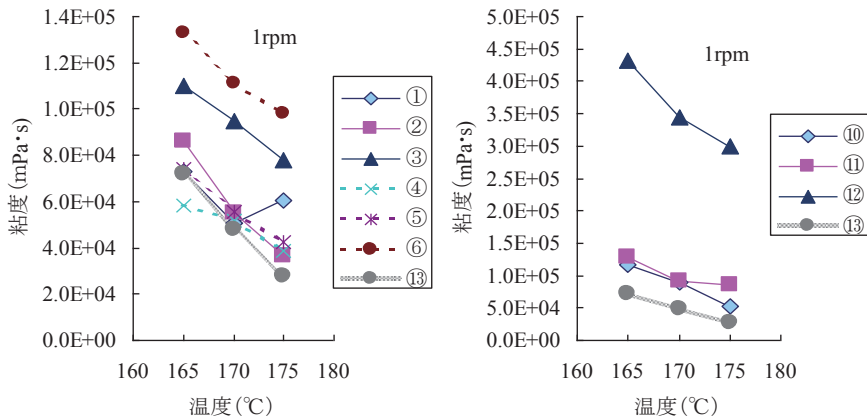 1.4E+05
1.2E+05
1.0E+05
8.0E+04
6.0E+04
4.0E+04
2.0E+04
0.0E+00
160
165
170
175
180
粘度(mPa·s)
温度(℃)
1rpm
①
②
③
④
⑤
⑥
⑬
5.0E+05
4.5E+05
4.0E+05
3.5E+05
3.0E+05
2.5E+05
2.0E+05
1.5E+05
1.0E+05
5.0E+04
0.0E+00
160
165
170
175
180
粘度(mPa·s)
温度(℃)
1rpm
⑩
⑪
⑫
⑬